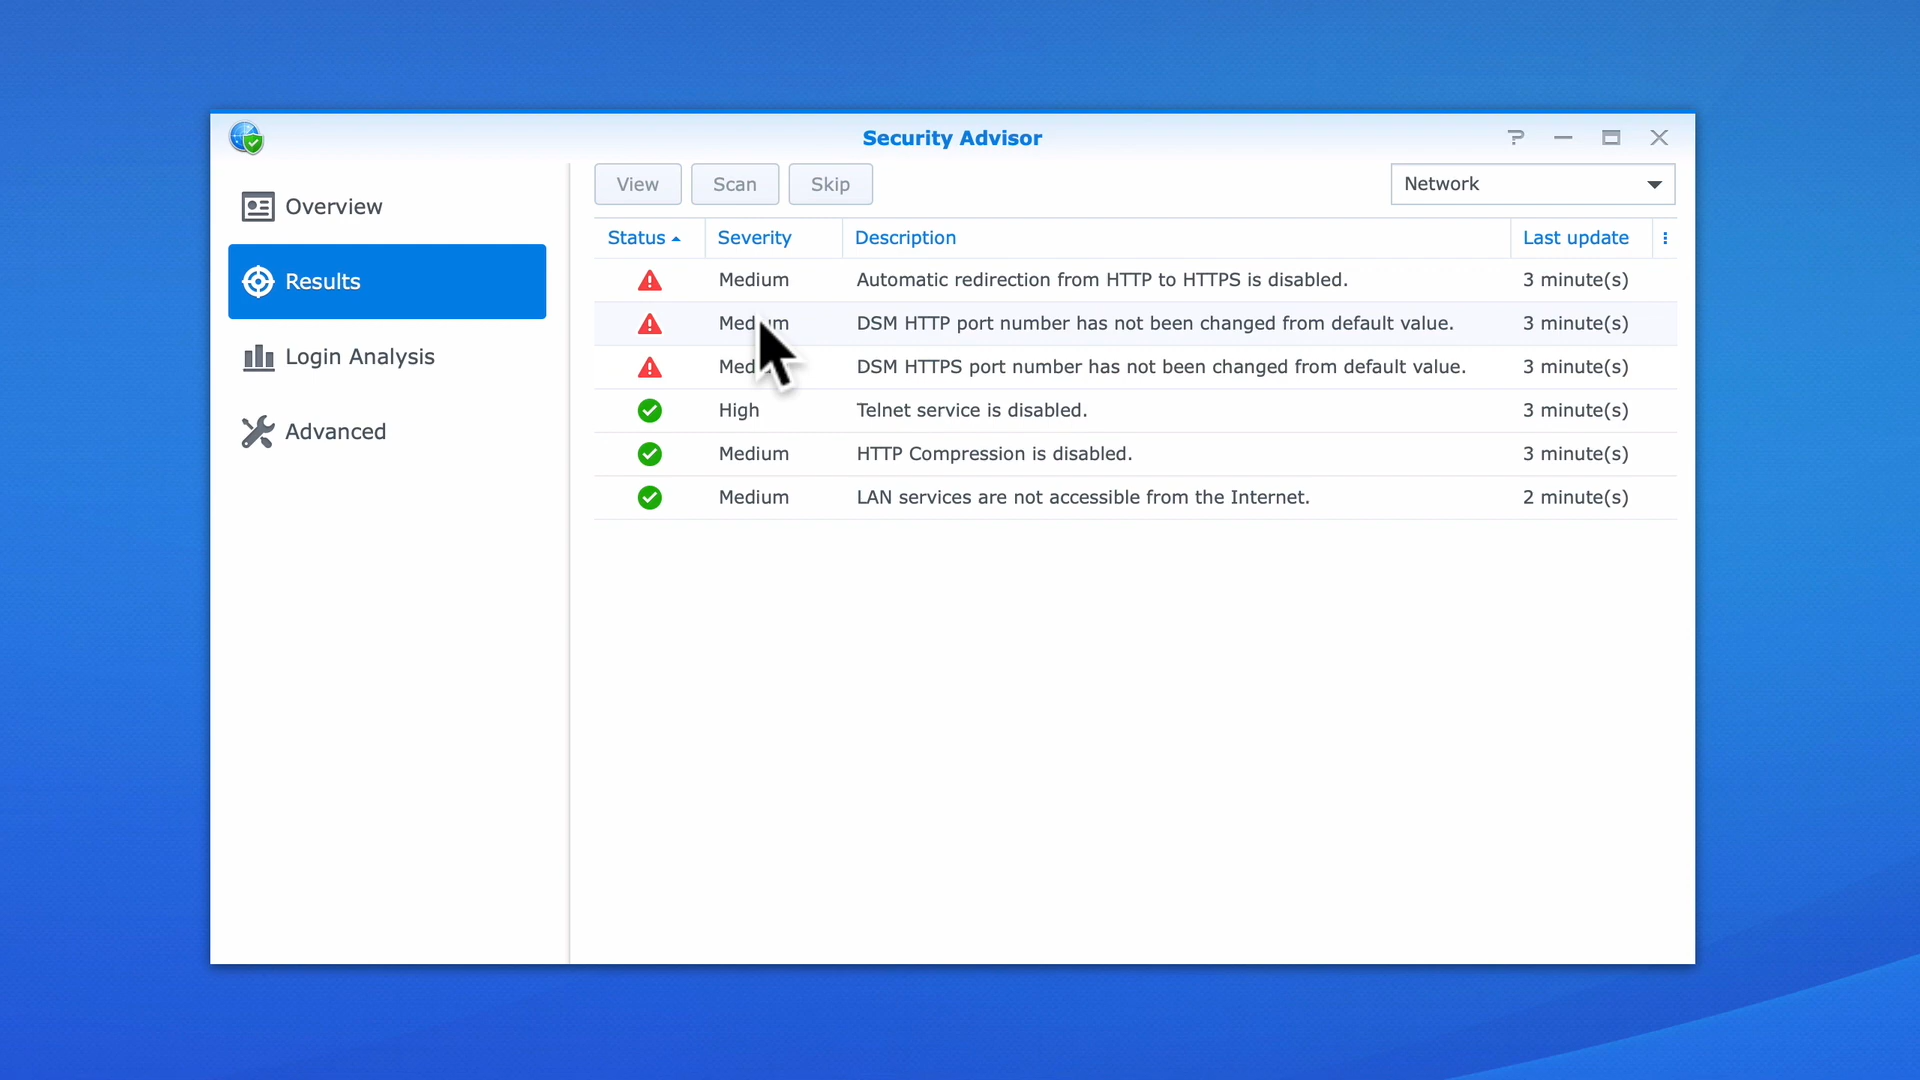 Security Advisor
Overview
Results
Login Analysis
Advanced
View Scan Skip Network
Status Severity Description Last update
Medium Automatic redirection from HTTP to HTTPS is disabled. 3 minute(s)
Medium DSM HTTP port number has not been changed from default value. 3 minute(s)
Medium DSM HTTPS port number has not been changed from default value. 3 minute(s)
High Telnet service is disabled. 3 minute(s)
Medium HTTP Compression is disabled. 3 minute(s)
Medium LAN services are not accessible from the Internet. 2 minute(s)